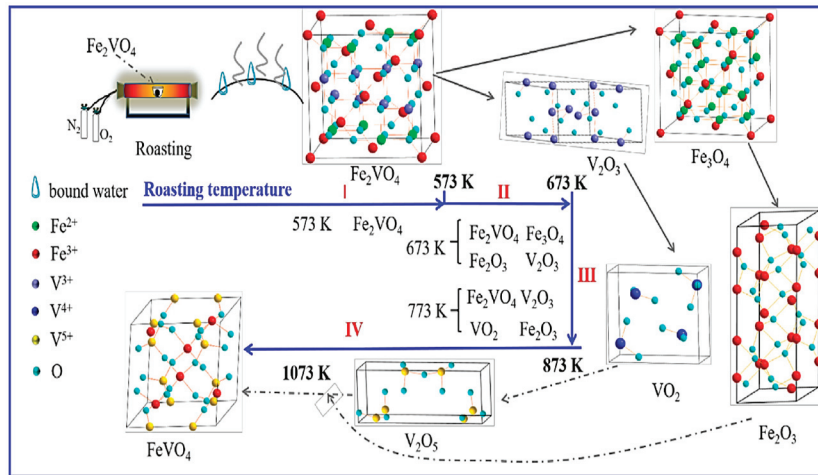 Fe₂VO₄
N₂
O₂
Roasting
Fe₂VO₄
V₂O₃
Fe₃O₄
bound water
Fe²⁺
Fe³⁺
V³⁺
V⁴⁺
V⁵⁺
O
Roasting temperature
I
573 K
II
673 K
573 K Fe₂VO₄
673 K
Fe₂VO₄ Fe₃O₄
Fe₂O₃ V₂O₃
III
773 K
Fe₂VO₄ V₂O₃
VO₂ Fe₂O₃
IV
1073 K
873 K
FeVO₄
V₂O₅
VO₂
Fe₂O₃